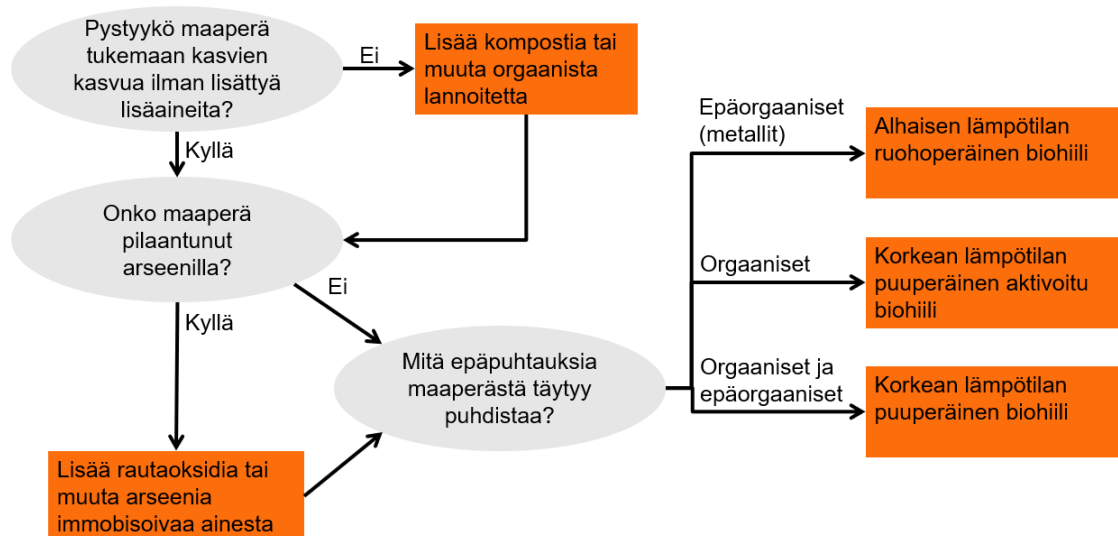 Pystyykö maaperä
tukemaan kasvien
kasvua ilman lisättyä
lisäaineita?
Ei
Lisää kompostia tai
muuta orgaanista
lannoitetta
Kyllä
Onko maaperä
pilaantunut
arseenilla?
Ei
Kyllä
Lisää rautaoksidia tai
muuta arseenia
immobisoivaa ainesta
Mitä epäpuhtauksia
maaperästä täytyy
puhdistaa?
Epäorgaaniset
(metallit)
Alhaisen lämpötilan
ruohoperäinen biohiili
Orgaaniset
Korkean lämpötilan
puuperäinen aktivoitu
biohiili
Orgaaniset ja
epäorgaaniset
Korkean lämpötilan
puuperäinen biohiili